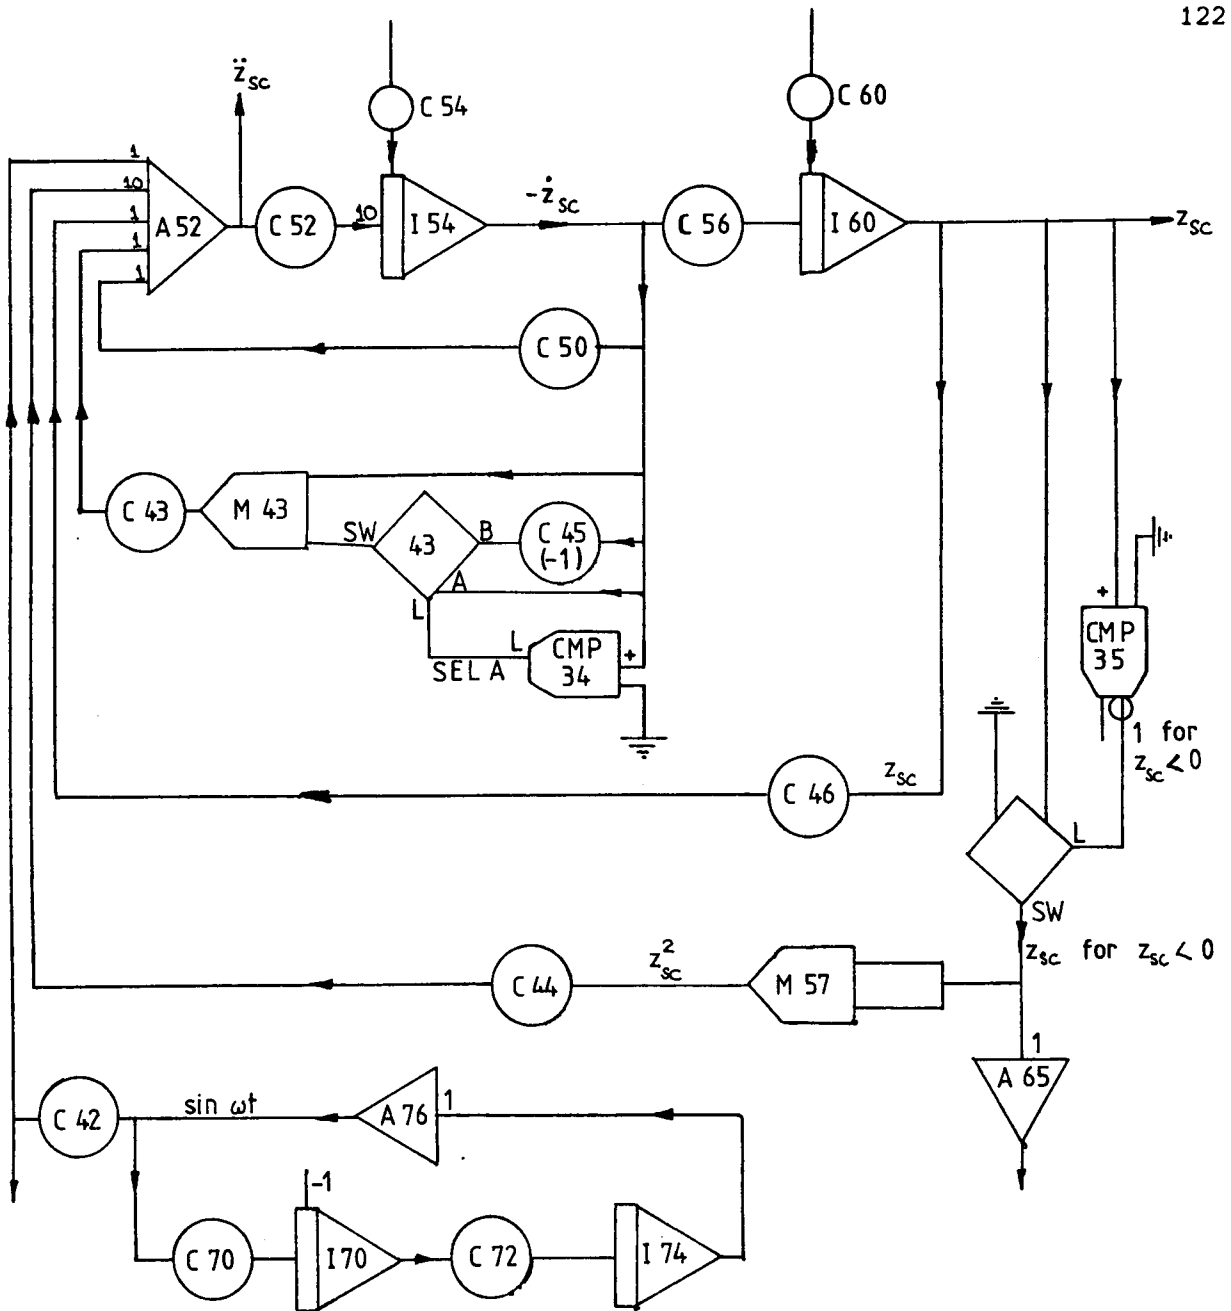 122
z̈sc
C 54
C 60
1
10
1
1
1
A 52
C 52
10
I 54
-żsc
C 56
I 60
zsc
C 50
C 43
M 43
SW
43
B
C 45
(-1)
A
L
SEL A
L
CMP
34
+
+
CMP
35
1 for
zsc < 0
C 46
zsc
L
SW
zsc for zsc < 0
C 44
z²sc
M 57
1
A 65
C 42
sin ωt
A 76
1
-1
C 70
I 70
C 72
I 74